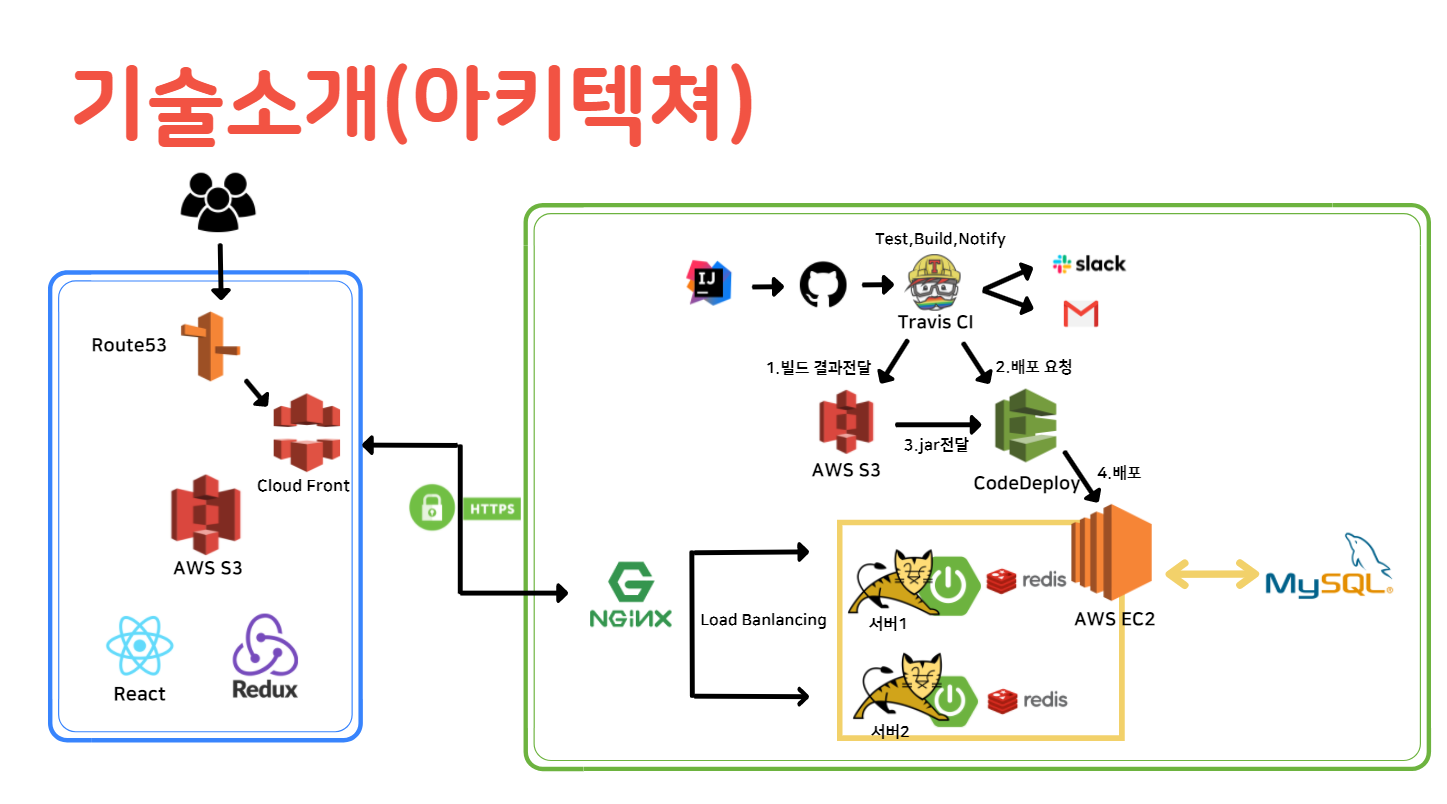 기술소개(아키텍쳐)
Test,Build,Notify
slack
IJ
T
Travis CI
Route53
1.빌드 결과전달
2.배포 요청
3.jar전달
AWS S3
CodeDeploy
4.배포
Cloud Front
HTTPS
AWS S3
NGINX
Load Banlancing
redis
서버1
AWS EC2
MySQL®
React
Redux
redis
서버2